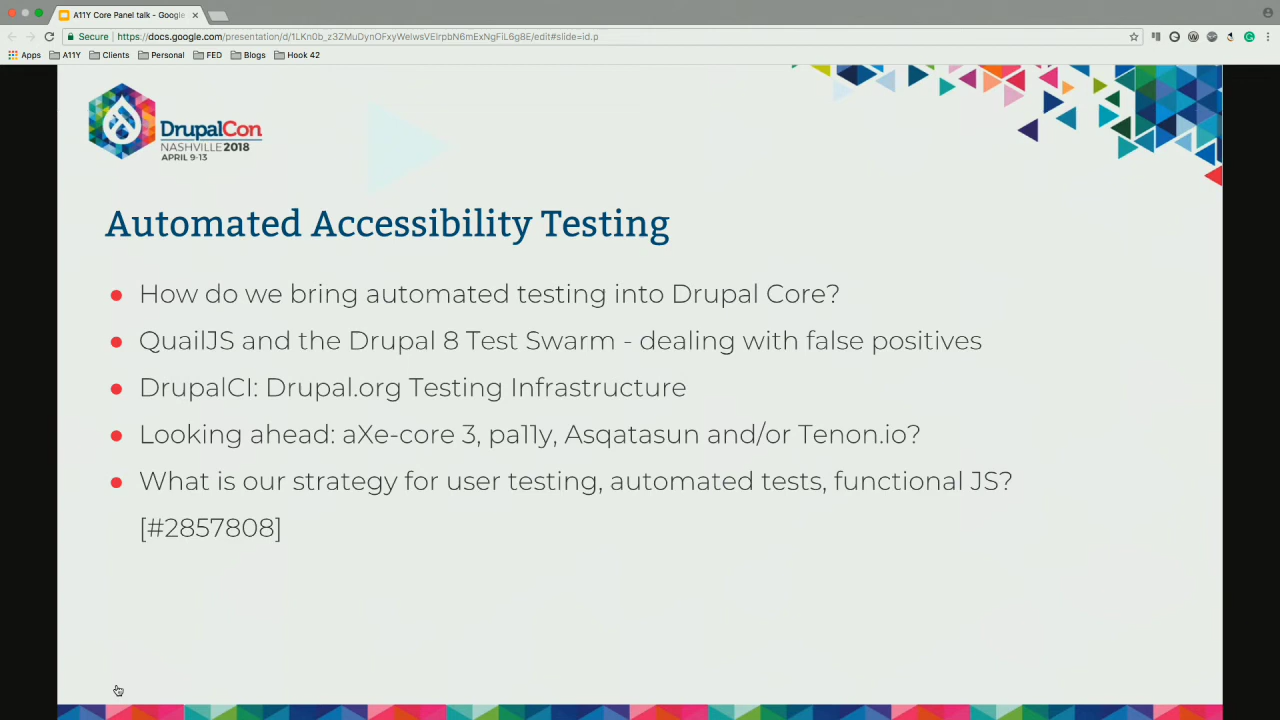 A11Y Core Panel talk - Google
Secure
https://docs.google.com/presentation/d/1LKn0b_z3ZMuDynOFxyWelwsVEIrpbN6mExNgFiL6g8E/edit#slide=id.p
Apps A11Y Clients Personal FED Blogs Hook 42
DrupalCon
NASHVILLE 2018
APRIL 9-13
Automated Accessibility Testing
● How do we bring automated testing into Drupal Core?
● QuailJS and the Drupal 8 Test Swarm - dealing with false positives
● DrupalCI: Drupal.org Testing Infrastructure
● Looking ahead: aXe-core 3, pa11y, Asqatasun and/or Tenon.io?
● What is our strategy for user testing, automated tests, functional JS?
[#2857808]